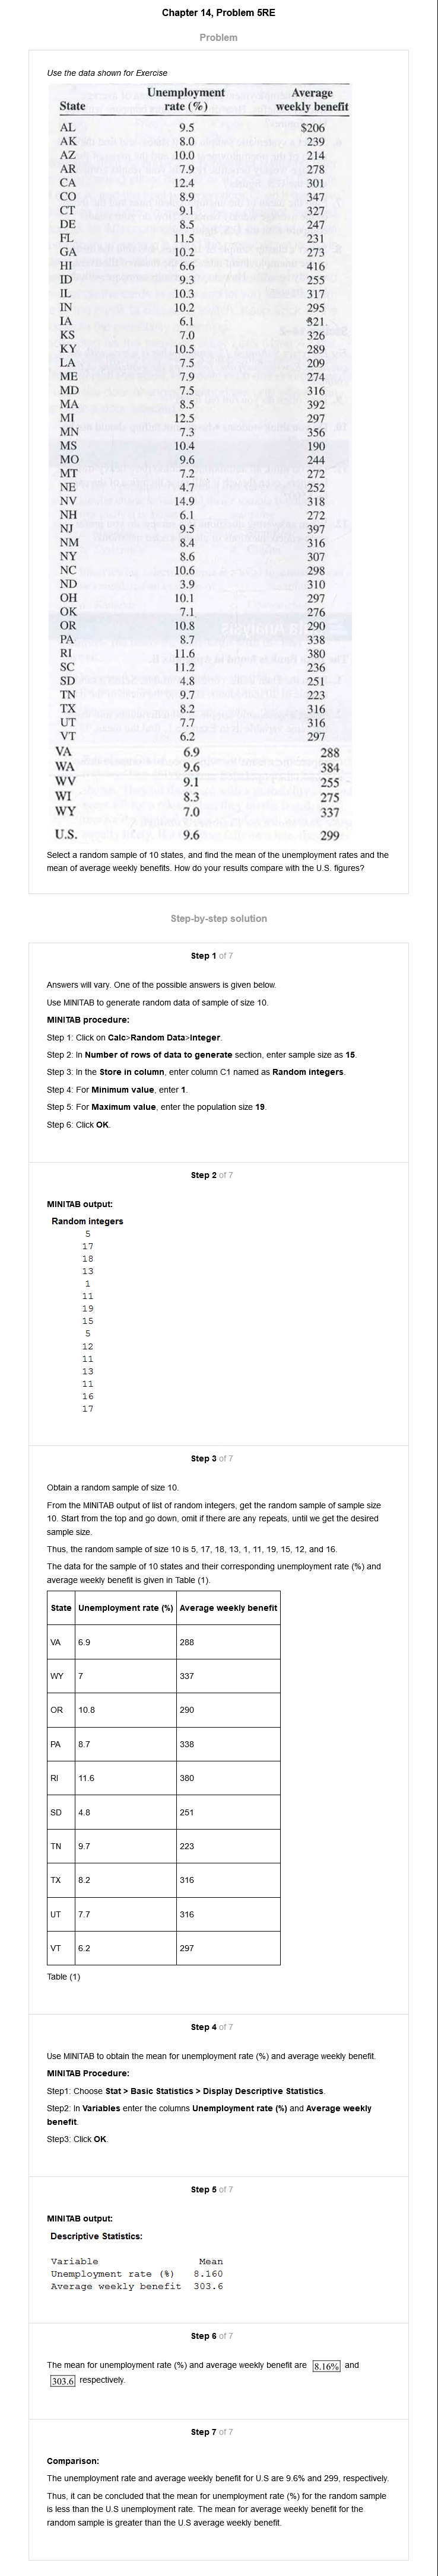 Chapter 14, Problem 5RE
Problem
Use the data shown for Exercise
State Unemployment rate (%) Average weekly benefit
AL 9.5 $206
AK 8.0 239
AZ 10.0 214
AR 7.9 278
CA 12.4 301
CO 8.9 347
CT 9.1 327
DE 8.5 247
FL 11.5 231
GA 10.2 273
HI 6.6 416
ID 9.3 255
IL 10.3 317
IN 10.2 295
IA 6.1 321
KS 7.0 326
KY 10.5 289
LA 7.5 209
ME 7.9 274
MD 7.5 316
MA 8.5 392
MI 12.5 297
MN 7.3 356
MS 10.4 190
MO 9.6 244
MT 7.2 272
NE 4.7 252
NV 14.9 318
NH 6.1 272
NJ 9.5 397
NM 8.4 316
NY 8.6 307
NC 10.6 298
ND 3.9 310
OH 10.1 297
OK 7.1 276
OR 10.8 290
PA 8.7 338
RI 11.6 380
SC 11.2 236
SD 4.8 251
TN 9.7 223
TX 8.2 316
UT 7.7 316
VT 6.2 297
VA 6.9 288
WA 9.6 384
WV 9.1 255
WI 8.3 275
WY 7.0 337
U.S. 9.6 299
Select a random sample of 10 states, and find the mean of the unemployment rates and the
mean of average weekly benefits. How do your results compare with the U.S. figures?
Step-by-step solution
Step 1 of 7
Answers will vary. One of the possible answers is given below.
Use MINITAB to generate random data of sample of size 10.
MINITAB procedure:
Step 1: Click on Calc>Random Data>Integer.
Step 2: In Number of rows of data to generate section, enter sample size as 15.
Step 3: In the Store in column, enter column C1 named as Random integers.
Step 4: For Minimum value, enter 1.
Step 5: For Maximum value, enter the population size 19.
Step 6: Click OK.
Step 2 of 7
MINITAB output:
Random integers
5
17
18
13
1
11
19
15
5
12
11
13
11
16
17
Step 3 of 7
Obtain a random sample of size 10.
From the MINITAB output of list of random integers, get the random sample of sample size
10. Start from the top and go down, omit if there are any repeats, until we get the desired
sample size.
Thus, the random sample of size 10 is 5, 17, 18, 13, 1, 11, 19, 15, 12, and 16.
The data for the sample of 10 states and their corresponding unemployment rate (%) and
average weekly benefit is given in Table (1).
State Unemployment rate (%) Average weekly benefit
VA 6.9 288
WY 7 337
OR 10.8 290
PA 8.7 338
RI 11.6 380
SD 4.8 251
TN 9.7 223
TX 8.2 316
UT 7.7 316
VT 6.2 297
Table (1)
Step 4 of 7
Use MINITAB to obtain the mean for unemployment rate (%) and average weekly benefit.
MINITAB Procedure:
Step1: Choose Stat > Basic Statistics > Display Descriptive Statistics.
Step2: In Variables enter the columns Unemployment rate (%) and Average weekly
benefit.
Step3: Click OK.
Step 5 of 7
MINITAB output:
Descriptive Statistics:
Variable Mean
Unemployment rate (%) 8.160
Average weekly benefit 303.6
Step 6 of 7
The mean for unemployment rate (%) and average weekly benefit are 8.16% and
303.6 respectively.
Step 7 of 7
Comparison:
The unemployment rate and average weekly benefit for U.S are 9.6% and 299, respectively.
Thus, it can be concluded that the mean for unemployment rate (%) for the random sample
is less than the U.S unemployment rate. The mean for average weekly benefit for the
random sample is greater than the U.S average weekly benefit.